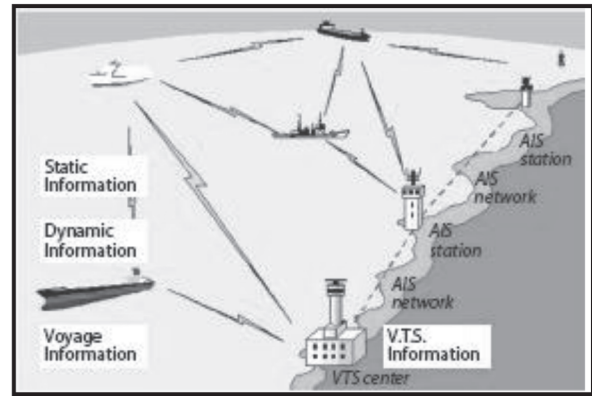 AIS
station
Static
Information
AIS
network
Dynamic
Information
AIS
station
AIS
network
Voyage
Information
V.T.S.
Information
VTS center